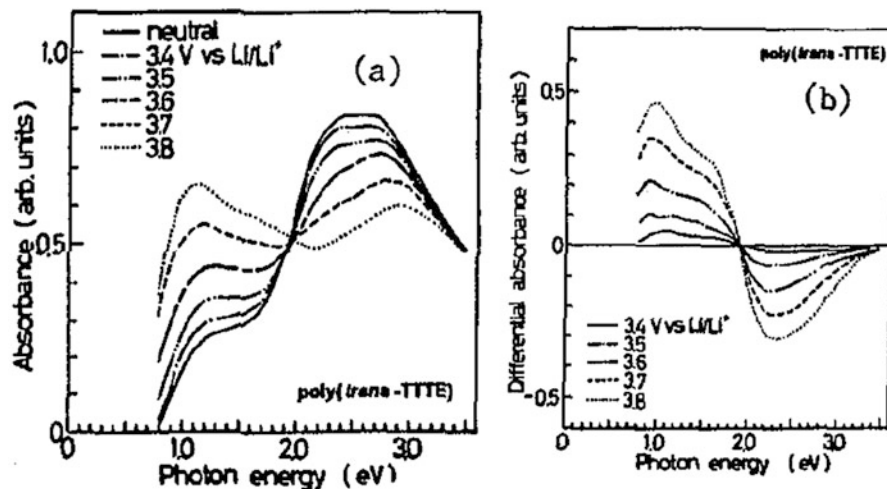 neutral
3.4 V vs Li/Li⁺
3.5
3.6
3.7
3.8
(a)
1.0
0.5
0
Absorbance (arb. units)
poly(trans-TTTE)
0 1.0 2.0 3.0
Photon energy (eV)
poly(trans-TTTE)
(b)
0.5
0
-0.5
Differential absorbance (arb. units)
3.4 V vs Li/Li⁺
3.5
3.6
3.7
3.8
0 1.0 2.0 3.0
Photon energy (eV)